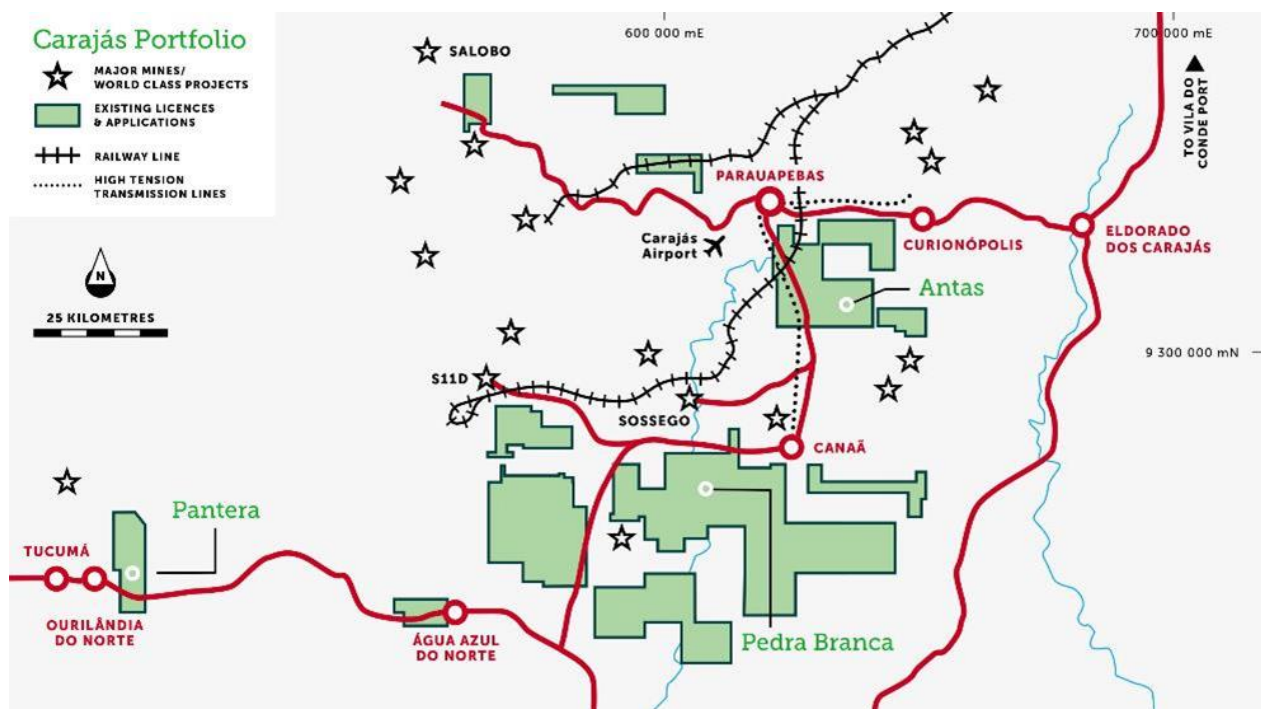 Carajás Portfolio
MAJOR MINES/
WORLD CLASS PROJECTS
EXISTING LICENCES
& APPLICATIONS
RAILWAY LINE
HIGH TENSION
TRANSMISSION LINES
N
25 KILOMETRES
600 000 mE
700 000 mE
SALOBO
TO VILA DO
CONDE PORT
PARAUAPEBAS
Carajás
Airport
CURIONÓPOLIS
ELDORADO
DOS CARAJÁS
Antas
9 300 000 mN
S11D
SOSSEGO
CANAÃ
Pantera
TUCUMÁ
OURILÂNDIA
DO NORTE
ÁGUA AZUL
DO NORTE
Pedra Branca